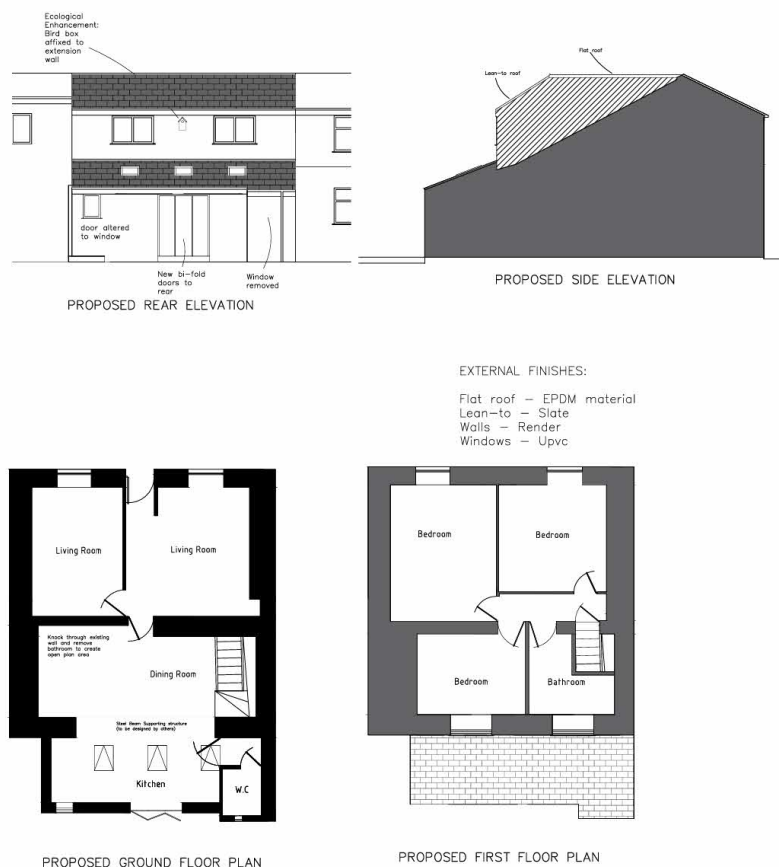 Ecological
Enhancement:
Bird box
affixed to
extension
wall
door altered
to window
New bi-fold
doors to
rear
Window
removed
PROPOSED REAR ELEVATION
Lean-to roof
Flat roof
PROPOSED SIDE ELEVATION
EXTERNAL FINISHES:
Flat roof - EPDM material
Lean-to - Slate
Walls - Render
Windows - Upvc
Living Room
Living Room
Knock through existing
wall and remove
bathroom to create
open plan area
Dining Room
Steel Beam Supporting structure
(to be designed by others)
Kitchen
W.C
PROPOSED GROUND FLOOR PLAN
Bedroom
Bedroom
Bedroom
Bathroom
PROPOSED FIRST FLOOR PLAN